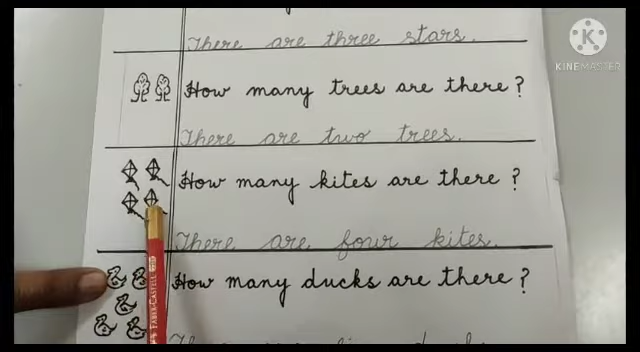 There are three stars.
How many trees are there ?
There are two trees.
How many kites are there ?
There are four kites.
How many ducks are there ?
KINEMASTER
FABER-CASTELL